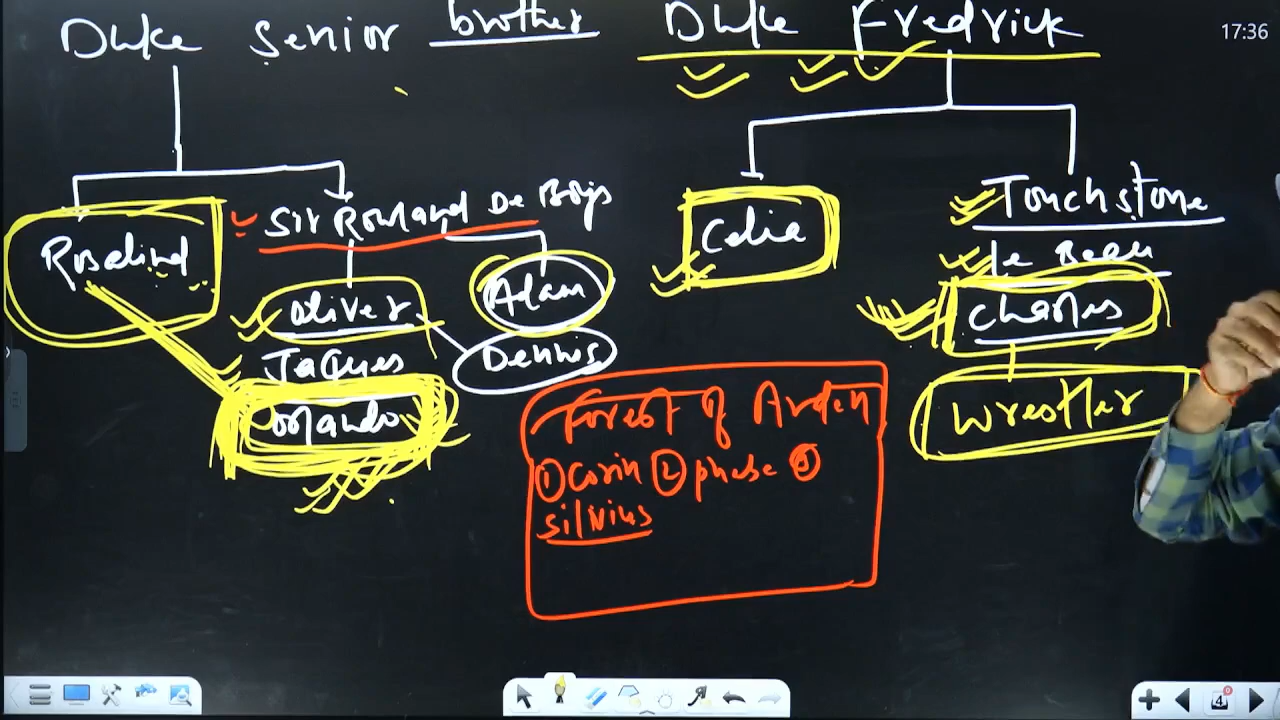 Duke Senior brother Duke Fredrick
17:36
Rosalind
Sir Rowland De Boys
Oliver
Jaques
Orlando
Adam
Dennis
Celia
Touchstone
le Beau
Charles
Wrestler
Forest of Arden
① Corin ② phebe ③
silvius
4